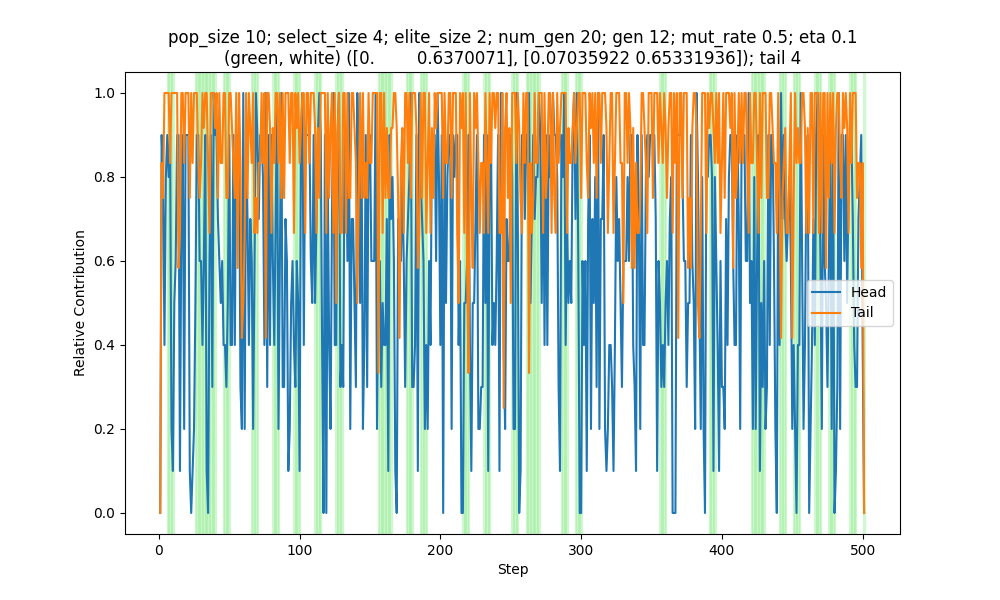 pop_size 10; select_size 4; elite_size 2; num_gen 20; gen 12; mut_rate 0.5; eta 0.1
(green, white) ([0.        0.6370071], [0.07035922 0.65331936]); tail 4
1.0
0.8
0.6
0.4
0.2
0.0
Relative Contribution
Head
Tail
0
100
200
300
400
500
Step